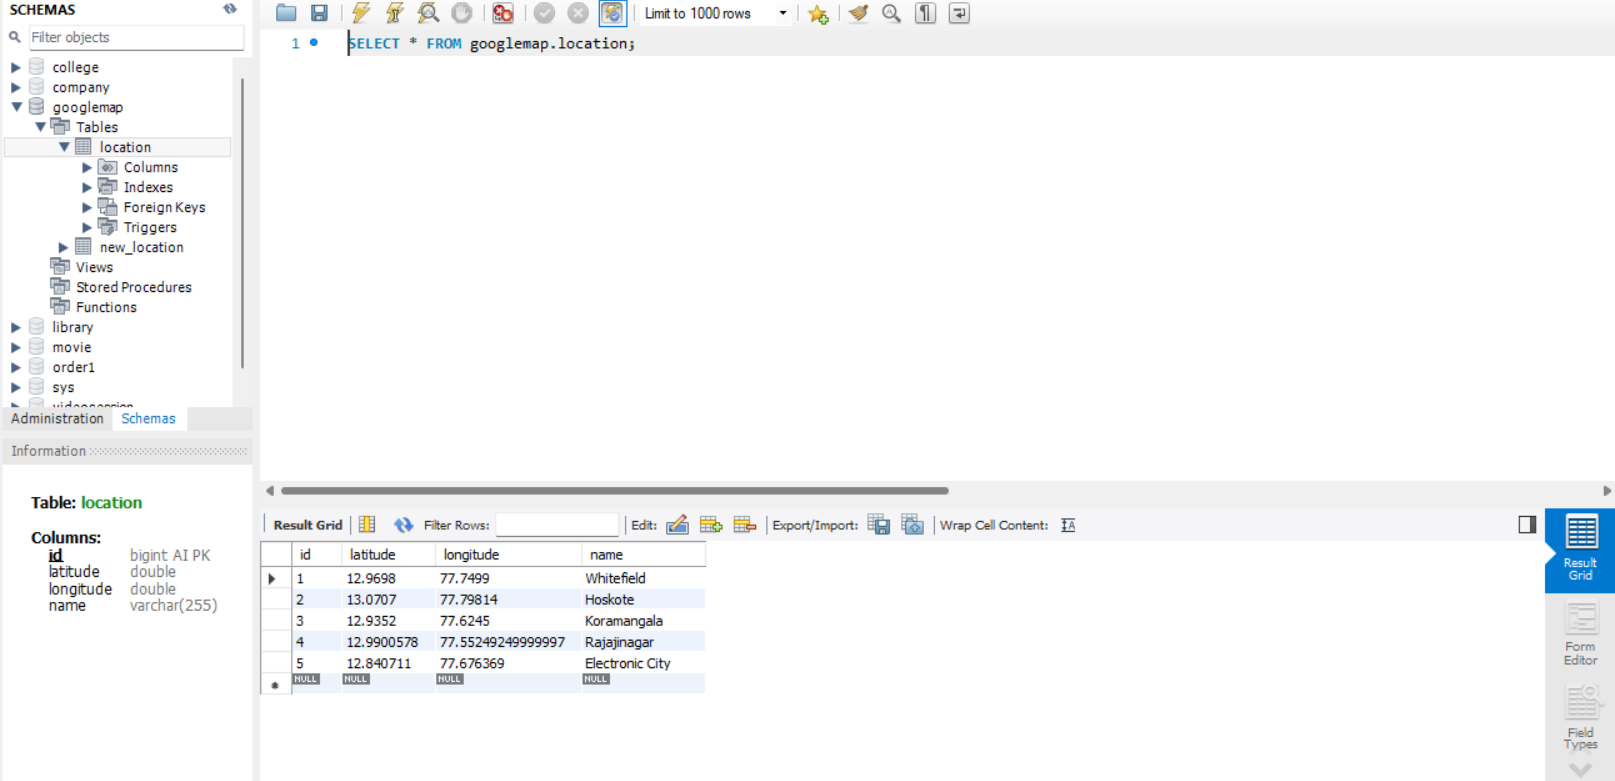 SCHEMAS
Filter objects
college
company
googlemap
Tables
location
Columns
Indexes
Foreign Keys
Triggers
new_location
Views
Stored Procedures
Functions
library
movie
order1
sys
Administration Schemas
Information
Table: location
Columns:
id bigint AI PK
latitude double
longitude double
name varchar(255)
Limit to 1000 rows
1 SELECT * FROM googlemap.location;
Result Grid Filter Rows: Edit: Export/Import: Wrap Cell Content: IA
id latitude longitude name
1 12.9698 77.7499 Whitefield
2 13.0707 77.79814 Hoskote
3 12.9352 77.6245 Koramangala
4 12.9900578 77.55249249999997 Rajajinagar
5 12.840711 77.676369 Electronic City
NULL NULL NULL NULL
Result
Grid
Form
Editor
Field
Types